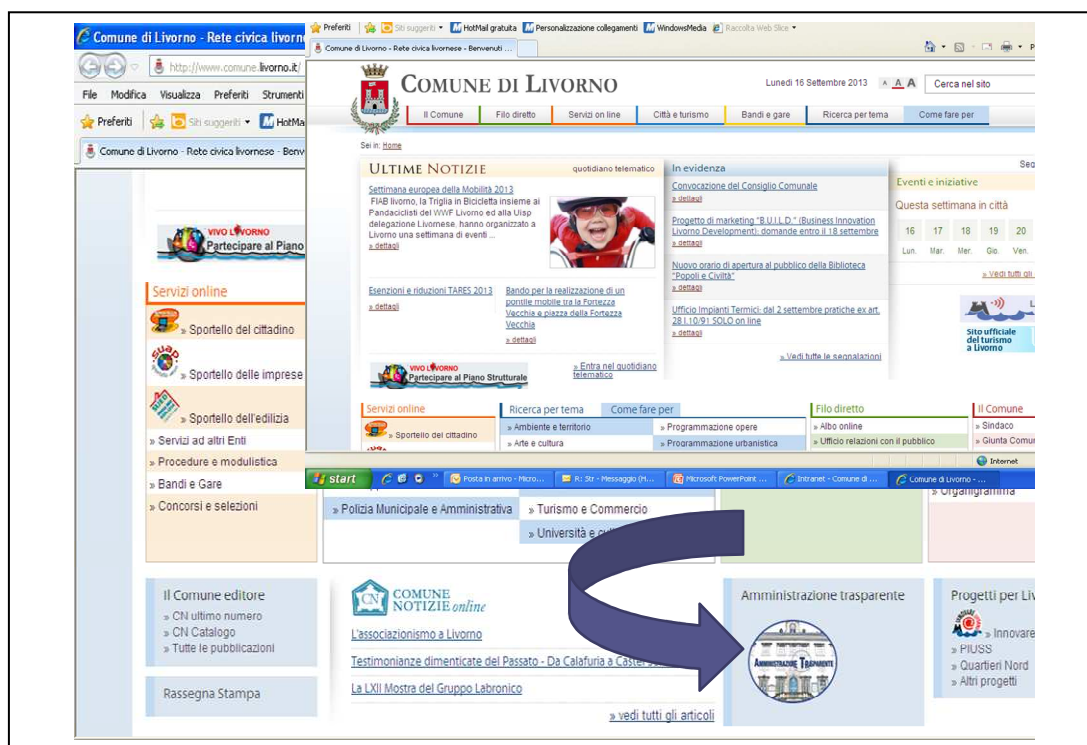 Comune di Livorno - Rete civica livorn
http://www.comune.livorno.it/
File Modifica Visualizza Preferiti Strumenti
Preferiti Siti suggeriti HotMa
Comune di Livorno - Rete civica livornese - Benv
VIVO LIVORNO
Partecipare al Piano
Servizi online
» Sportello del cittadino
» Sportello delle imprese
» Sportello dell'edilizia
» Servizi ad altri Enti
» Procedure e modulistica
» Bandi e Gare
» Concorsi e selezioni
Preferiti Siti suggeriti HotMail gratuita Personalizzazione collegamenti WindowsMedia Raccolta Web Slice
Comune di Livorno - Rete civica livornese - Benvenuti ...
COMUNE DI LIVORNO
Lunedì 16 Settembre 2013 A A A Cerca nel sito
Il Comune Filo diretto Servizi on line Città e turismo Bandi e gare Ricerca per tema Come fare per
Sei in: Home
ULTIME NOTIZIE quotidiano telematico
Settimana europea della Mobilità 2013
FIAB livorno, la Triglia in Bicicletta insieme ai
Pandaciclisti del WWF Livorno ed alla Uisp
delegazione Livornese, hanno organizzato a
Livorno una settimana di eventi ...
» dettagli
Esenzioni e riduzioni TARES 2013
» dettagli
Bando per la realizzazione di un
pontile mobile tra la Fortezza
Vecchia e piazza della Fortezza
Vecchia
» dettagli
VIVO LIVORNO
Partecipare al Piano Strutturale
» Entra nel quotidiano
telematico
In evidenza
Convocazione del Consiglio Comunale
» dettagli
Progetto di marketing "B.U.I.L.D." (Business Innovation
Livorno Development): domande entro il 18 settembre
» dettagli
Nuovo orario di apertura al pubblico della Biblioteca
"Popoli e Civiltà"
» dettagli
Ufficio Impianti Termici: dal 2 settembre pratiche ex art.
28 l.10/91 SOLO on line
» dettagli
» Vedi tutte le segnalazioni
Seg
Eventi e iniziative
Questa settimana in città
16 17 18 19 20
Lun. Mar. Mer. Gio. Ven.
» Vedi tutti gli
L
Sito ufficiale
del turismo
a Livorno
Servizi online
» Sportello del cittadino
Ricerca per tema Come fare per
» Ambiente e territorio
» Arte e cultura
» Programmazione opere
» Programmazione urbanistica
Filo diretto
» Albo online
» Ufficio relazioni con il pubblico
Il Comune
» Sindaco
» Giunta Comur
Internet
start Posta in arrivo - Micro... R: Str - Messaggio (H... Microsoft PowerPoint ... Intranet - Comune di ... Comune di Livorno - ...
» Organigramma
» Polizia Municipale e Amministrativa
» Turismo e Commercio
» Università e
Il Comune editore
» CN ultimo numero
» CN Catalogo
» Tutte le pubblicazioni
Rassegna Stampa
CN COMUNE
NOTIZIE online
L'associazionismo a Livorno
Testimonianze dimenticate del Passato - Da Calafuria a
La LXII Mostra del Gruppo Labronico
» vedi tutti gli articoli
Amministrazione trasparente
AMMINISTRAZIONE TRASPARENTE
Progetti per Liv
» Innovare
» PIUSS
» Quartieri Nord
» Altri progetti